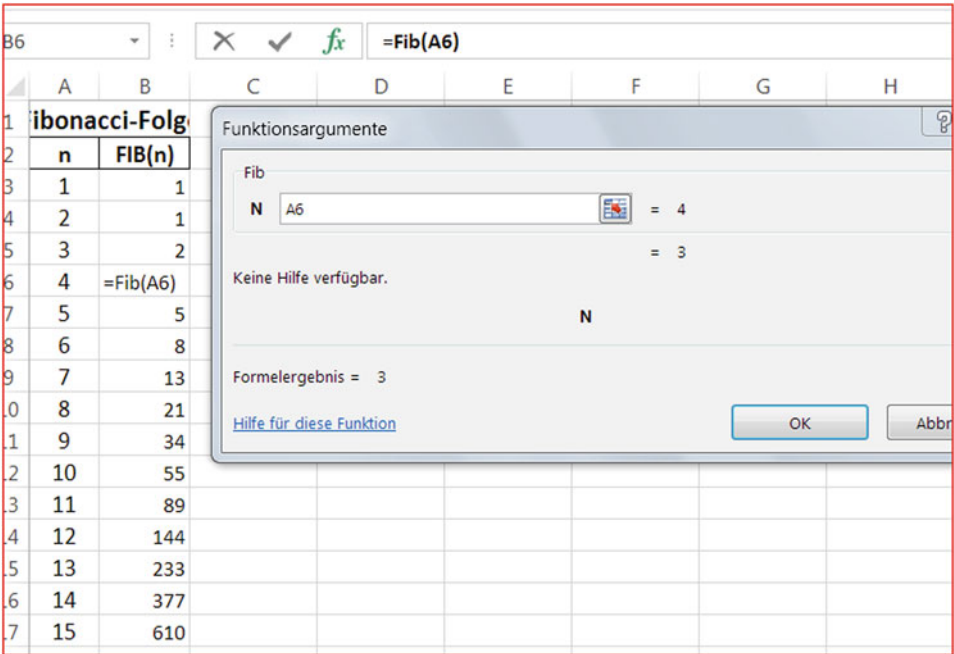 B6 fx =Fib(A6)
A B C D E F G H
1 ibonacci-Folg
2 n FIB(n)
3 1 1
4 2 1
5 3 2
6 4 =Fib(A6)
7 5 5
8 6 8
9 7 13
10 8 21
11 9 34
12 10 55
13 11 89
14 12 144
15 13 233
16 14 377
17 15 610
Funktionsargumente ?
Fib
N A6 = 4
= 3
Keine Hilfe verfügbar.
N
Formelergebnis = 3
Hilfe für diese Funktion OK Abbr